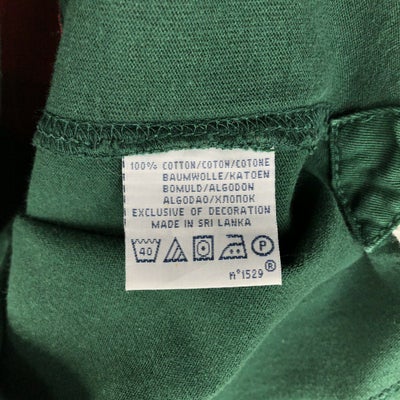 100% COTTON/COTON/COTONE
BAUMWOLLE/KATOEN
BOMULD/ALGODON
ALGODAO/ХЛОПОК
EXCLUSIVE OF DECORATION
MADE IN SRI LANKA
40 P
n°1529 ®